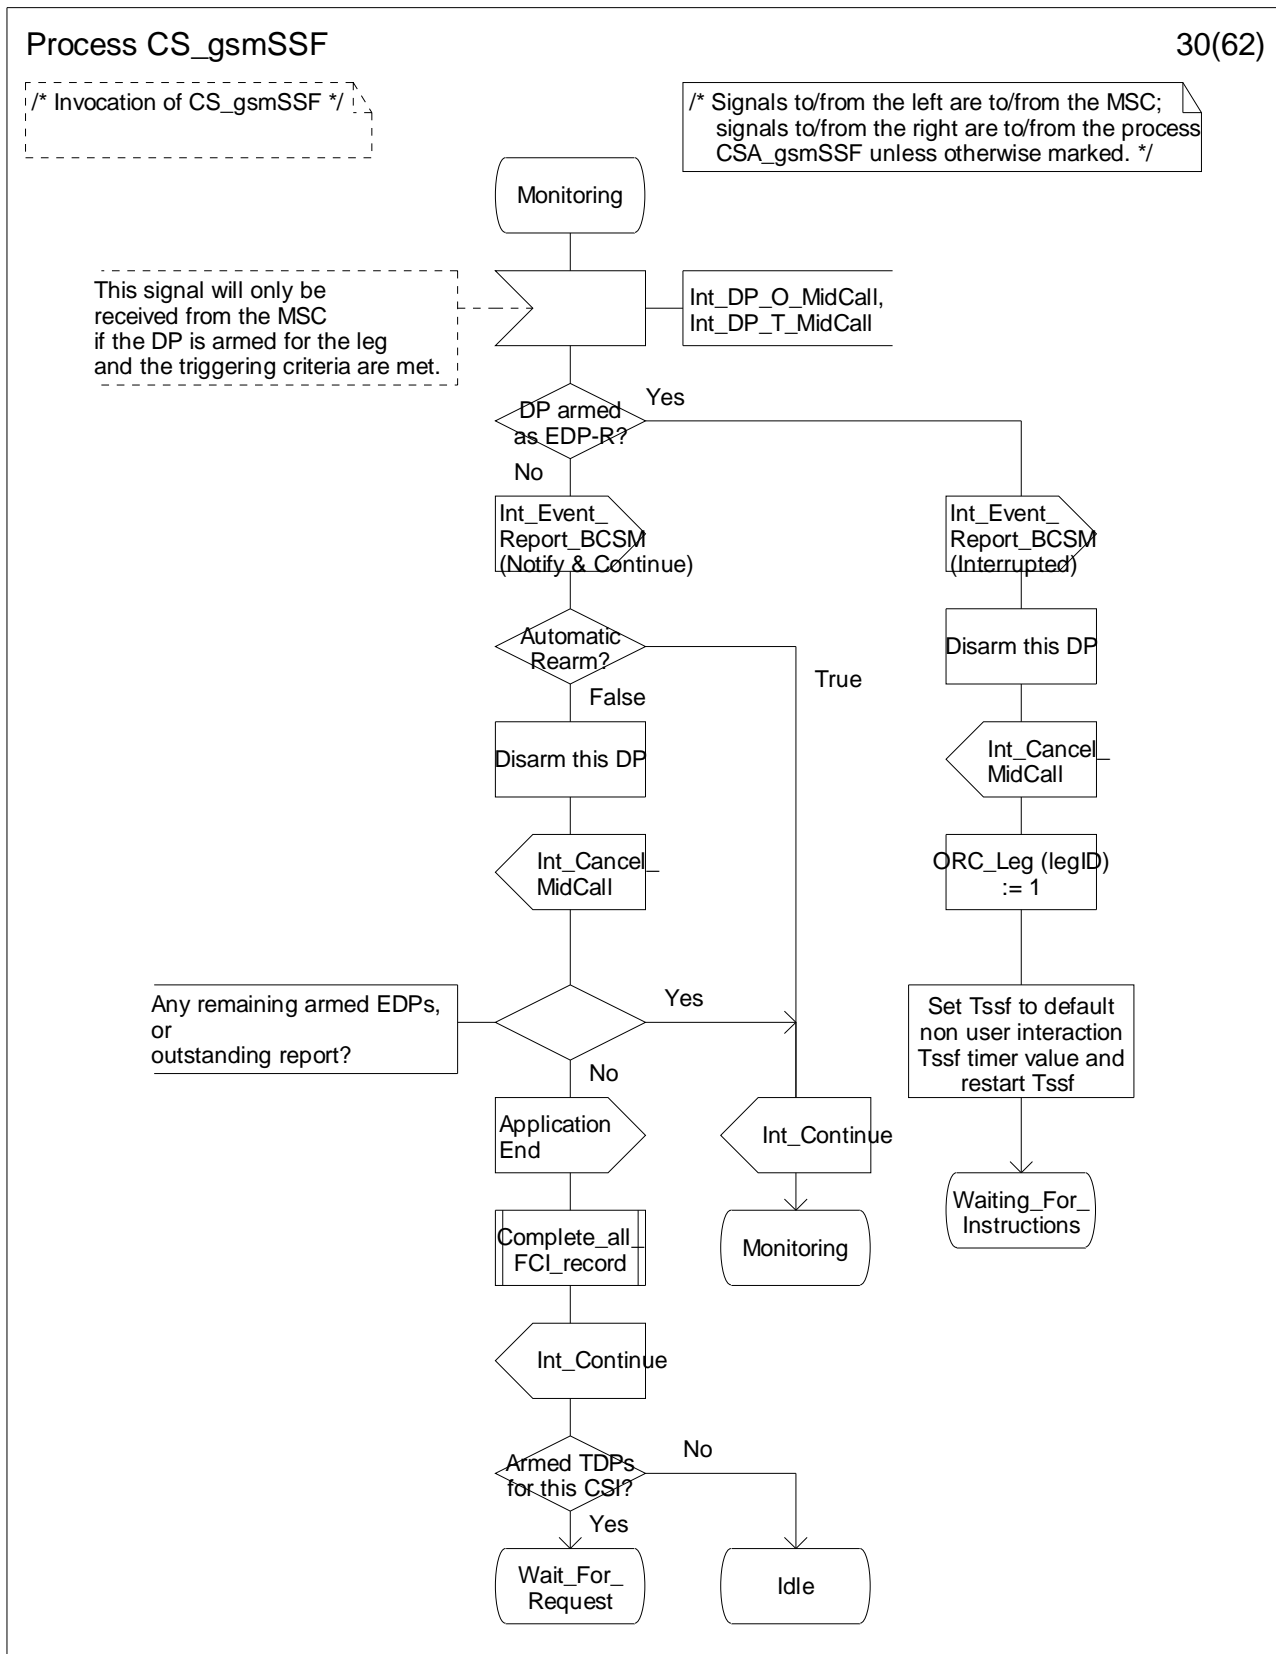 Process CS_gsmSSF
30(62)
/* Invocation of CS_gsmSSF */
/* Signals to/from the left are to/from the MSC;
signals to/from the right are to/from the process
CSA_gsmSSF unless otherwise marked. */
Monitoring
This signal will only be
received from the MSC
if the DP is armed for the leg
and the triggering criteria are met.
Int_DP_O_MidCall,
Int_DP_T_MidCall
DP armed
as EDP-R?
Yes
No
Int_Event_
Report_BCSM
(Notify & Continue)
Int_Event_
Report_BCSM
(Interrupted)
Automatic
Rearm?
True
False
Disarm this DP
Disarm this DP
Int_Cancel_
MidCall
Int_Cancel_
MidCall
ORC_Leg (legID)
:= 1
Any remaining armed EDPs,
or
outstanding report?
Yes
No
Set Tssf to default
non user interaction
Tssf timer value and
restart Tssf
Application
End
Int_Continue
Waiting_For_
Instructions
Complete_all_
FCI_record
Monitoring
Int_Continue
Armed TDPs
for this CSI?
No
Yes
Wait_For_
Request
Idle